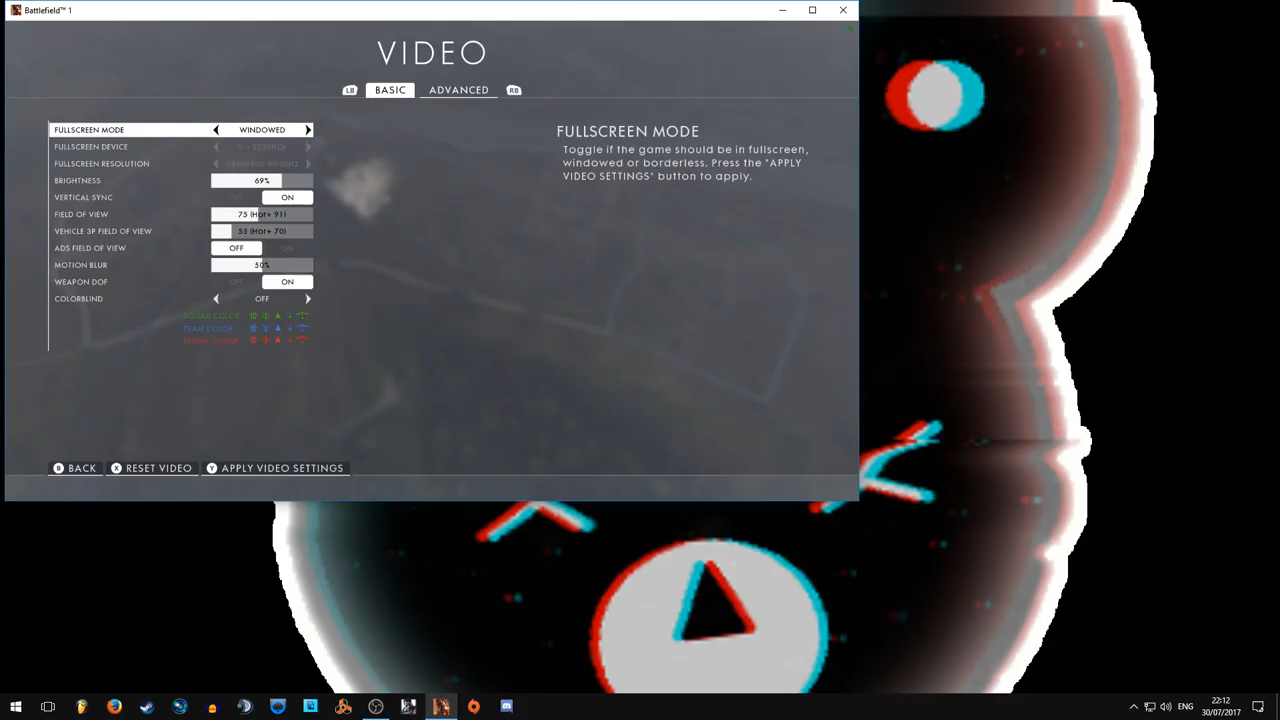 Battlefield™ 1
VIDEO
LB BASIC ADVANCED RB
FULLSCREEN MODE WINDOWED
FULLSCREEN DEVICE
FULLSCREEN RESOLUTION
BRIGHTNESS 69%
VERTICAL SYNC OFF ON
FIELD OF VIEW 75 (Hor+ 91)
VEHICLE 3P FIELD OF VIEW 55 (Hor+ 70)
ADS FIELD OF VIEW OFF ON
MOTION BLUR 50%
WEAPON DOF OFF ON
COLORBLIND OFF
SQUAD COLOR
TEAM COLOR
ENEMY COLOR
FULLSCREEN MODE
Toggle if the game should be in fullscreen,
windowed or borderless. Press the "APPLY
VIDEO SETTINGS" button to apply.
B BACK X RESET VIDEO Y APPLY VIDEO SETTINGS
ENG
22:12
30/07/2017